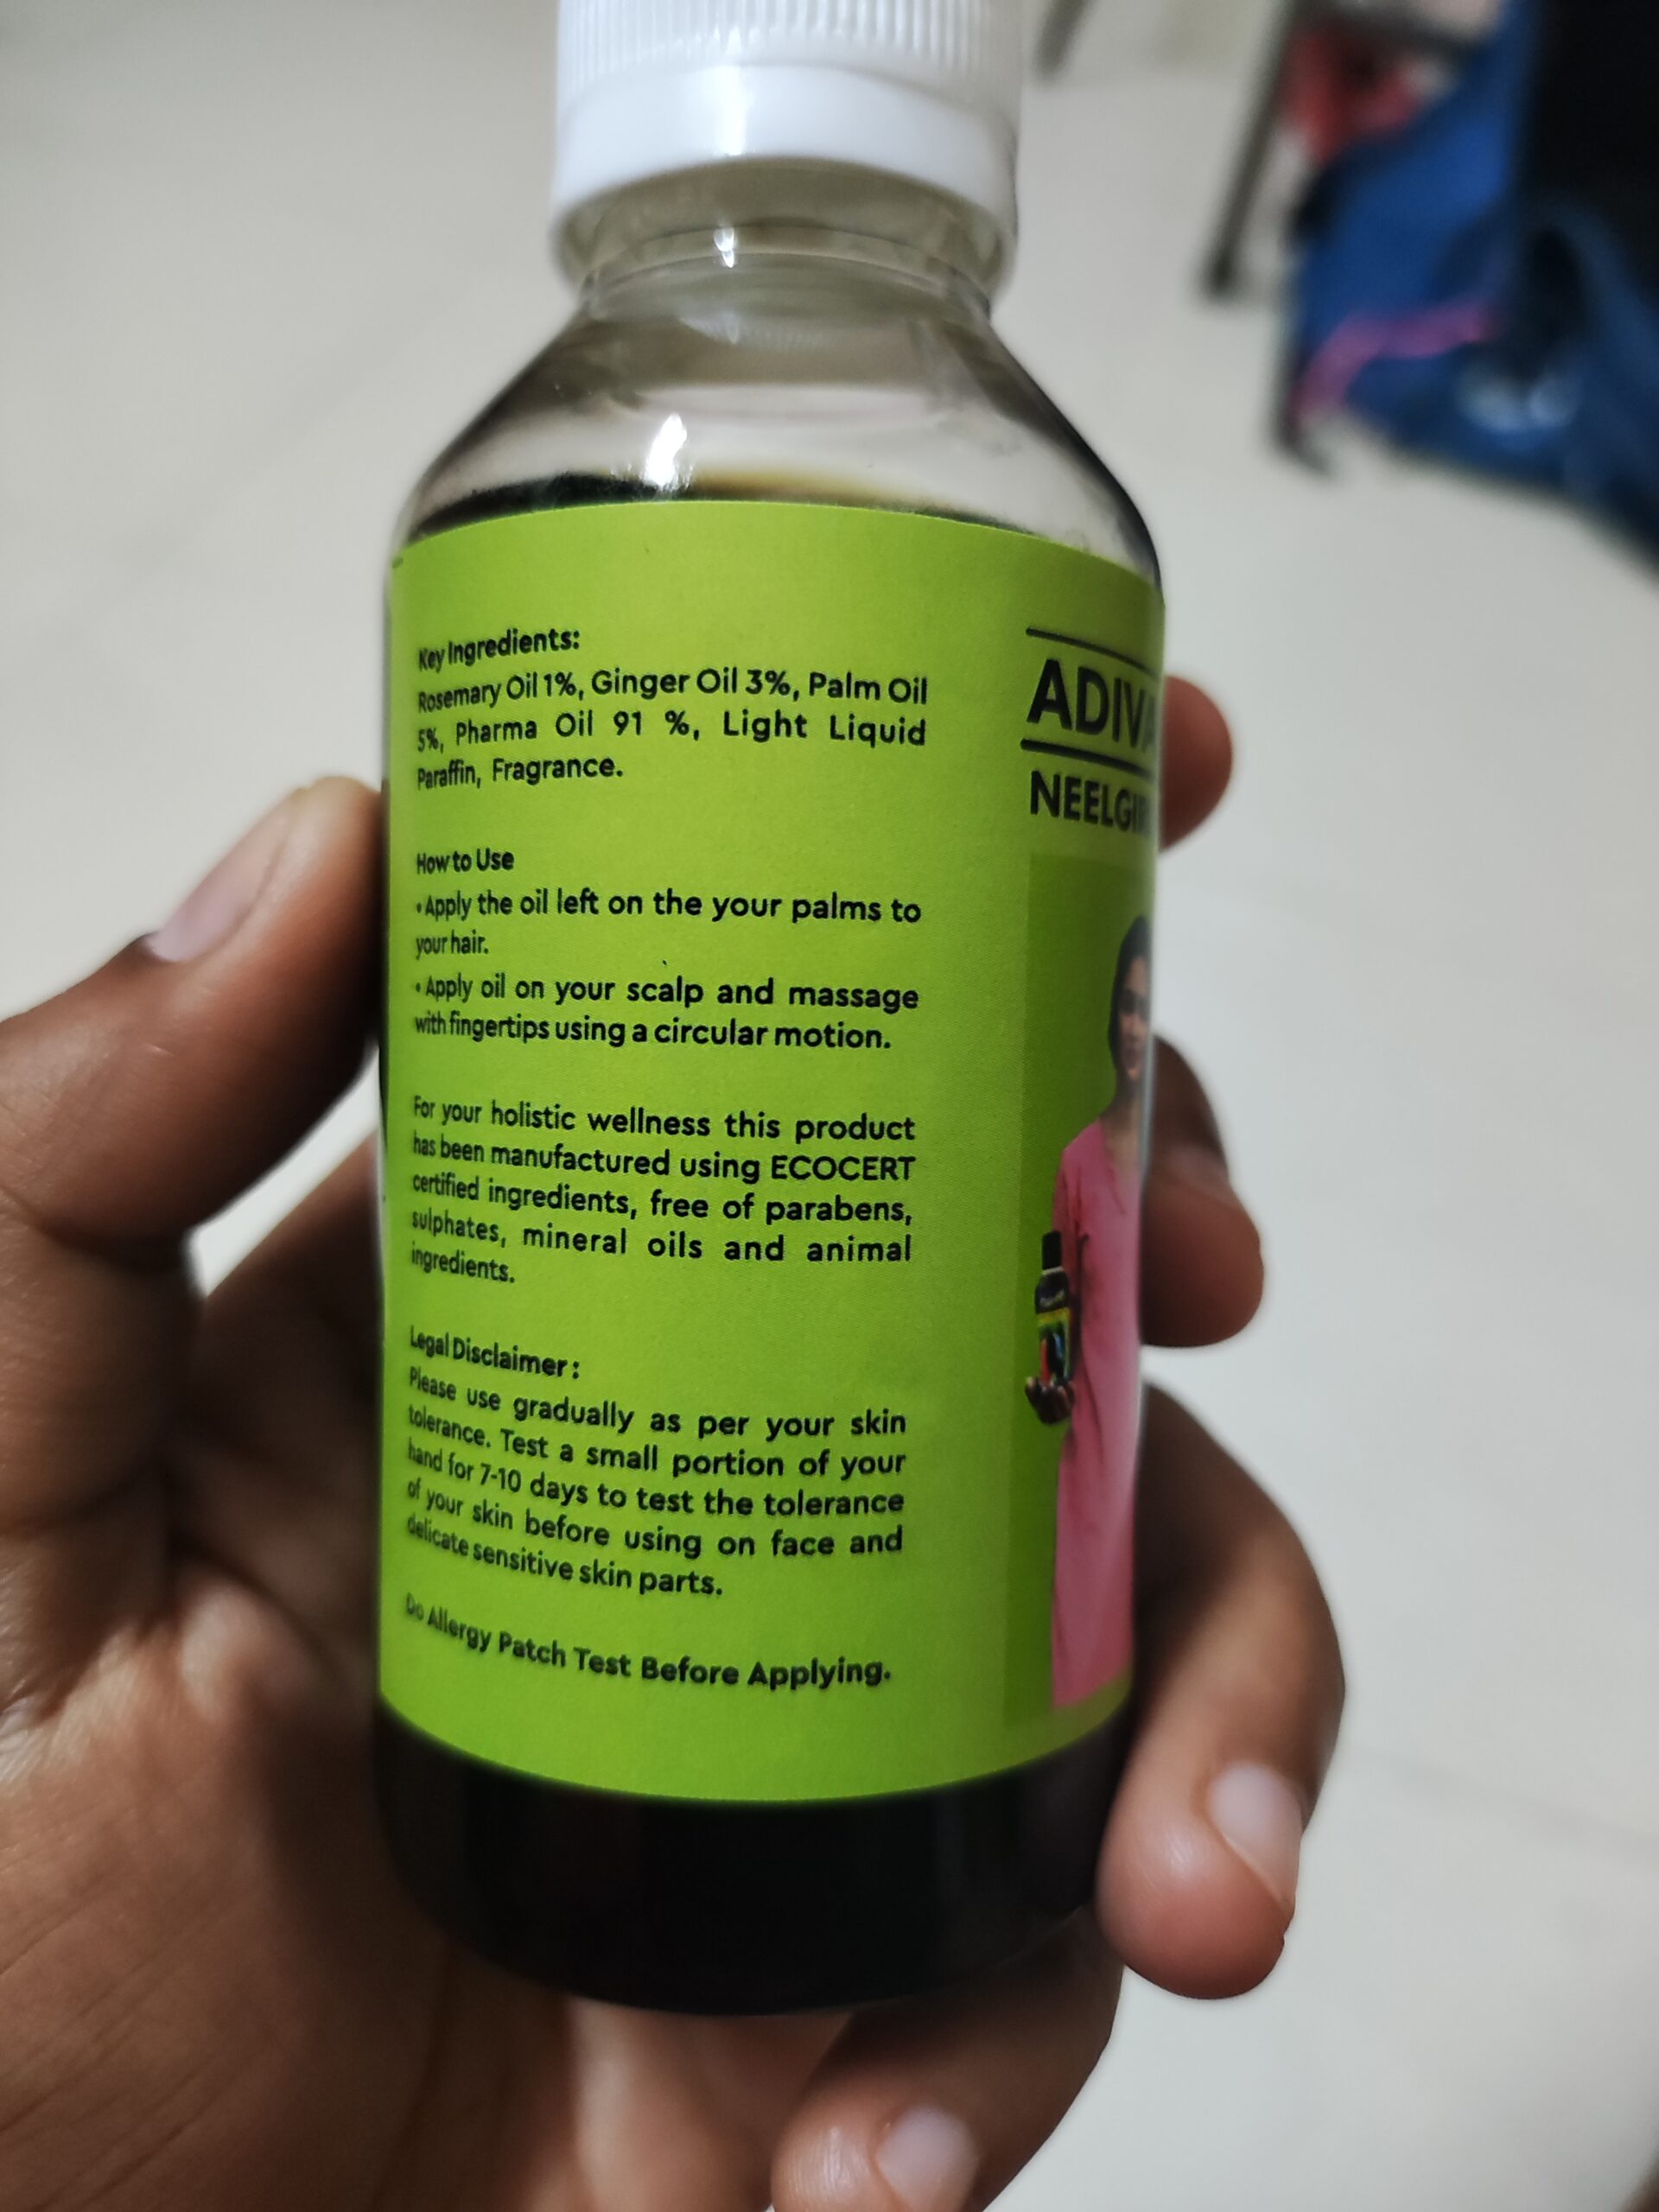 Key Ingredients:
Rosemary Oil 1%, Ginger Oil 3%, Palm Oil
5%, Pharma Oil 91 %, Light Liquid
Paraffin, Fragrance.
How to Use
• Apply the oil left on the your palms to
your hair.
• Apply oil on your scalp and massage
with fingertips using a circular motion.
For your holistic wellness this product
has been manufactured using ECOCERT
certified ingredients, free of parabens,
sulphates, mineral oils and animal
ingredients.
Legal Disclaimer :
Please use gradually as per your skin
tolerance. Test a small portion of your
hand for 7-10 days to test the tolerance
of your skin before using on face and
delicate sensitive skin parts.
Do Allergy Patch Test Before Applying.